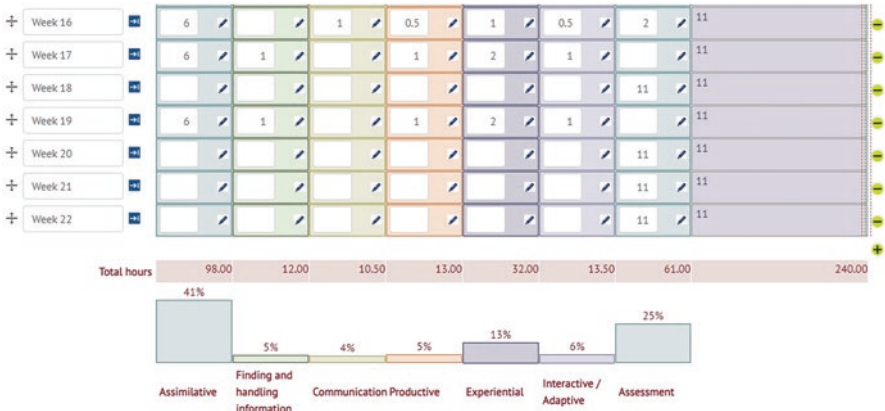 Week 16 6 1 0.5 1 0.5 2 11
Week 17 6 1 1 2 1 11
Week 18 11 11
Week 19 6 1 1 2 1 11
Week 20 11 11
Week 21 11 11
Week 22 11 11
Total hours 98.00 12.00 10.50 13.00 32.00 13.50 61.00 240.00
41%
5% 4% 5% 13% 6% 25%
Assimilative
Finding and
handling
information
Communication
Productive
Experiential
Interactive /
Adaptive
Assessment